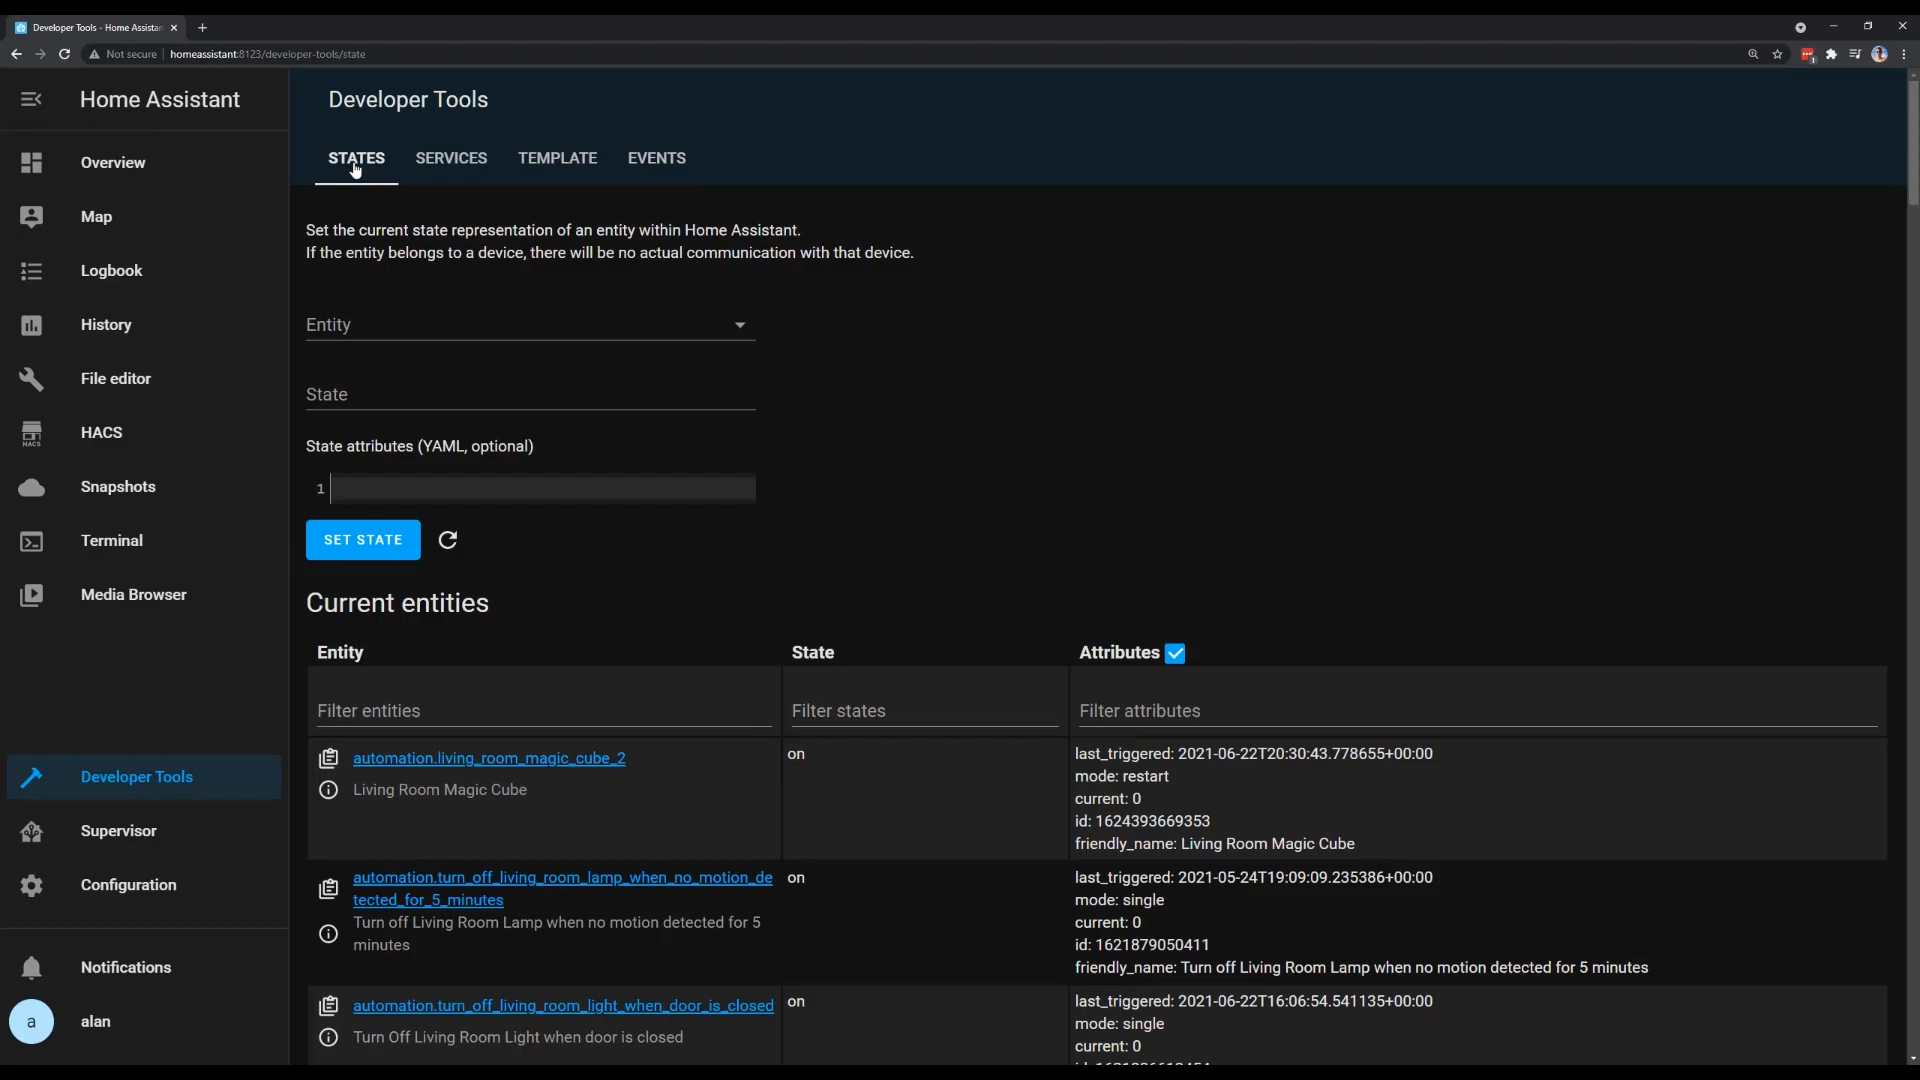 Developer Tools - Home Assistan
Not secure
homeassistant:8123/developer-tools/state
1
Home Assistant
Overview
Map
Logbook
History
File editor
HACS
HACS
Snapshots
Terminal
Media Browser
Developer Tools
Supervisor
Configuration
Notifications
a
alan
Developer Tools
STATES SERVICES TEMPLATE EVENTS
Set the current state representation of an entity within Home Assistant.
If the entity belongs to a device, there will be no actual communication with that device.
Entity
State
State attributes (YAML, optional)
1
SET STATE
Current entities
Entity State Attributes
Filter entities Filter states Filter attributes
automation.living_room_magic_cube_2
Living Room Magic Cube
on
last_triggered: 2021-06-22T20:30:43.778655+00:00
mode: restart
current: 0
id: 1624393669353
friendly_name: Living Room Magic Cube
automation.turn_off_living_room_lamp_when_no_motion_de
tected_for_5_minutes
Turn off Living Room Lamp when no motion detected for 5
minutes
on
last_triggered: 2021-05-24T19:09:09.235386+00:00
mode: single
current: 0
id: 1621879050411
friendly_name: Turn off Living Room Lamp when no motion detected for 5 minutes
automation.turn_off_living_room_light_when_door_is_closed
Turn Off Living Room Light when door is closed
on
last_triggered: 2021-06-22T16:06:54.541135+00:00
mode: single
current: 0